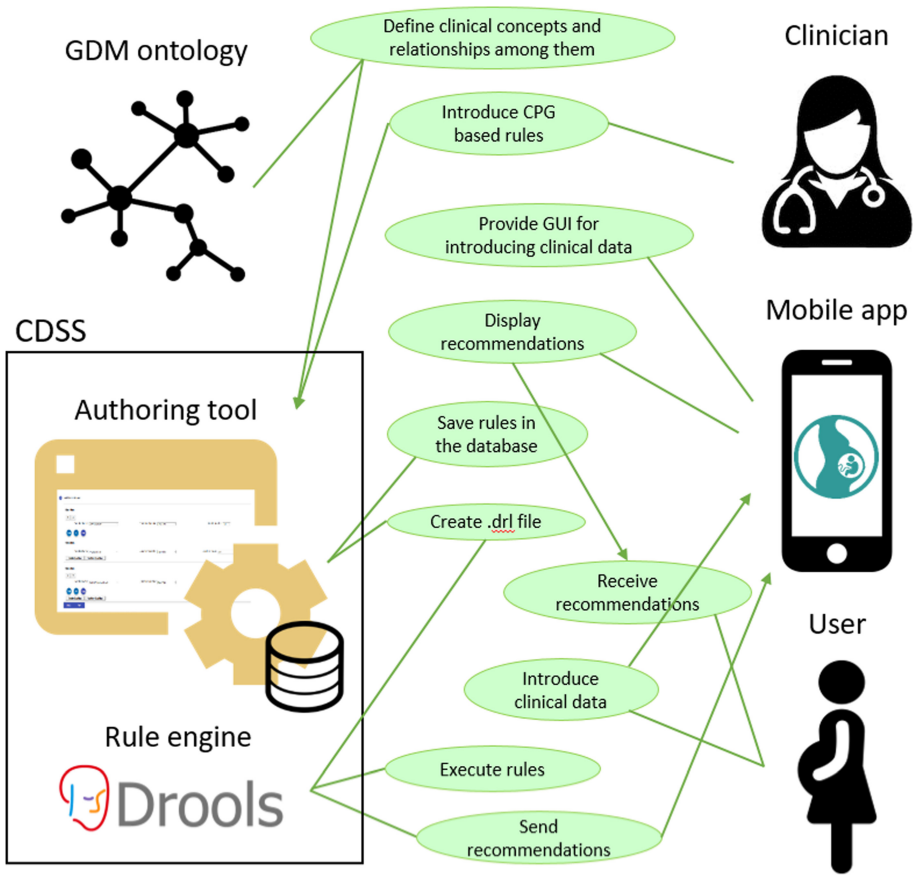 GDM ontology
Define clinical concepts and
relationships among them
Clinician
Introduce CPG
based rules
Provide GUI for
introducing clinical data
Mobile app
Display
recommendations
CDSS
Authoring tool
Save rules in
the database
Create .drl file
Receive
recommendations
User
Introduce
clinical data
Rule engine
Drools
Execute rules
Send
recommendations